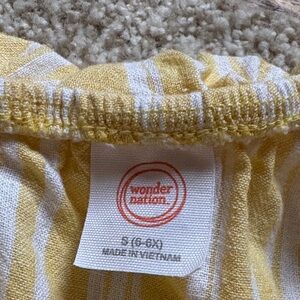 wonder
nation
S (6-6X)
MADE IN VIETNAM